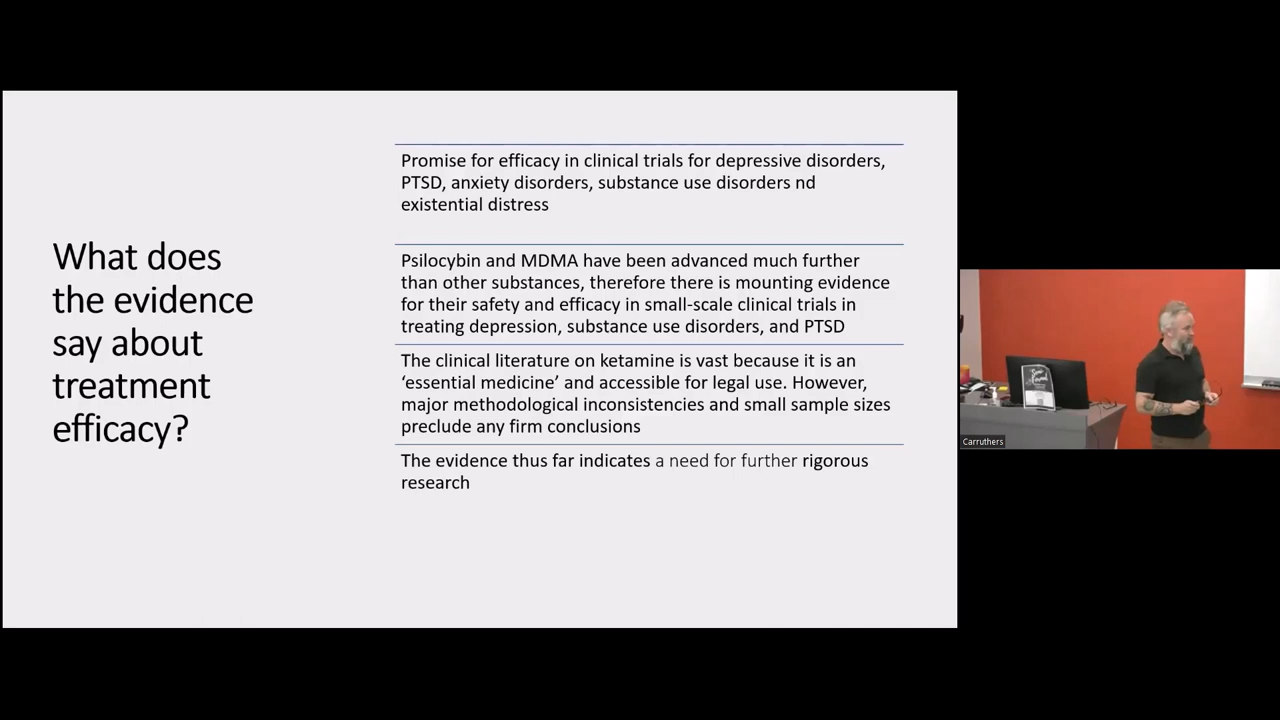 What does
the evidence
say about
treatment
efficacy?
Promise for efficacy in clinical trials for depressive disorders,
PTSD, anxiety disorders, substance use disorders nd
existential distress
Psilocybin and MDMA have been advanced much further
than other substances, therefore there is mounting evidence
for their safety and efficacy in small-scale clinical trials in
treating depression, substance use disorders, and PTSD
The clinical literature on ketamine is vast because it is an
‘essential medicine’ and accessible for legal use. However,
major methodological inconsistencies and small sample sizes
preclude any firm conclusions
The evidence thus far indicates a need for further rigorous
research
Carruthers